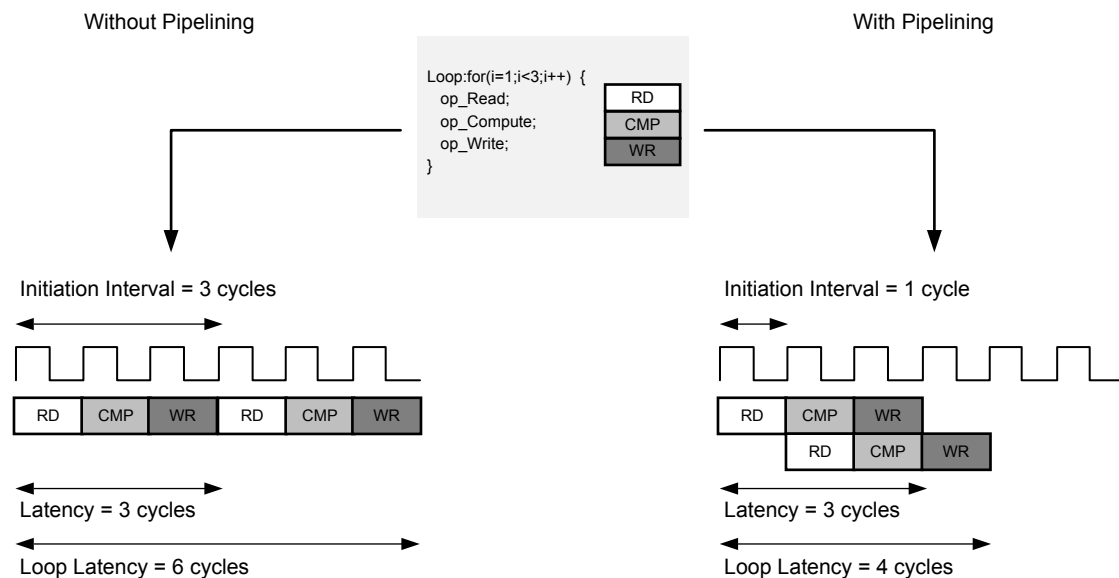 Without Pipelining
With Pipelining
Loop:for(i=1;i<3;i++) {
op_Read;
op_Compute;
op_Write;
}
RD
CMP
WR
Initiation Interval = 3 cycles
RD CMP WR RD CMP WR
Latency = 3 cycles
Loop Latency = 6 cycles
Initiation Interval = 1 cycle
RD CMP WR
RD CMP WR
Latency = 3 cycles
Loop Latency = 4 cycles